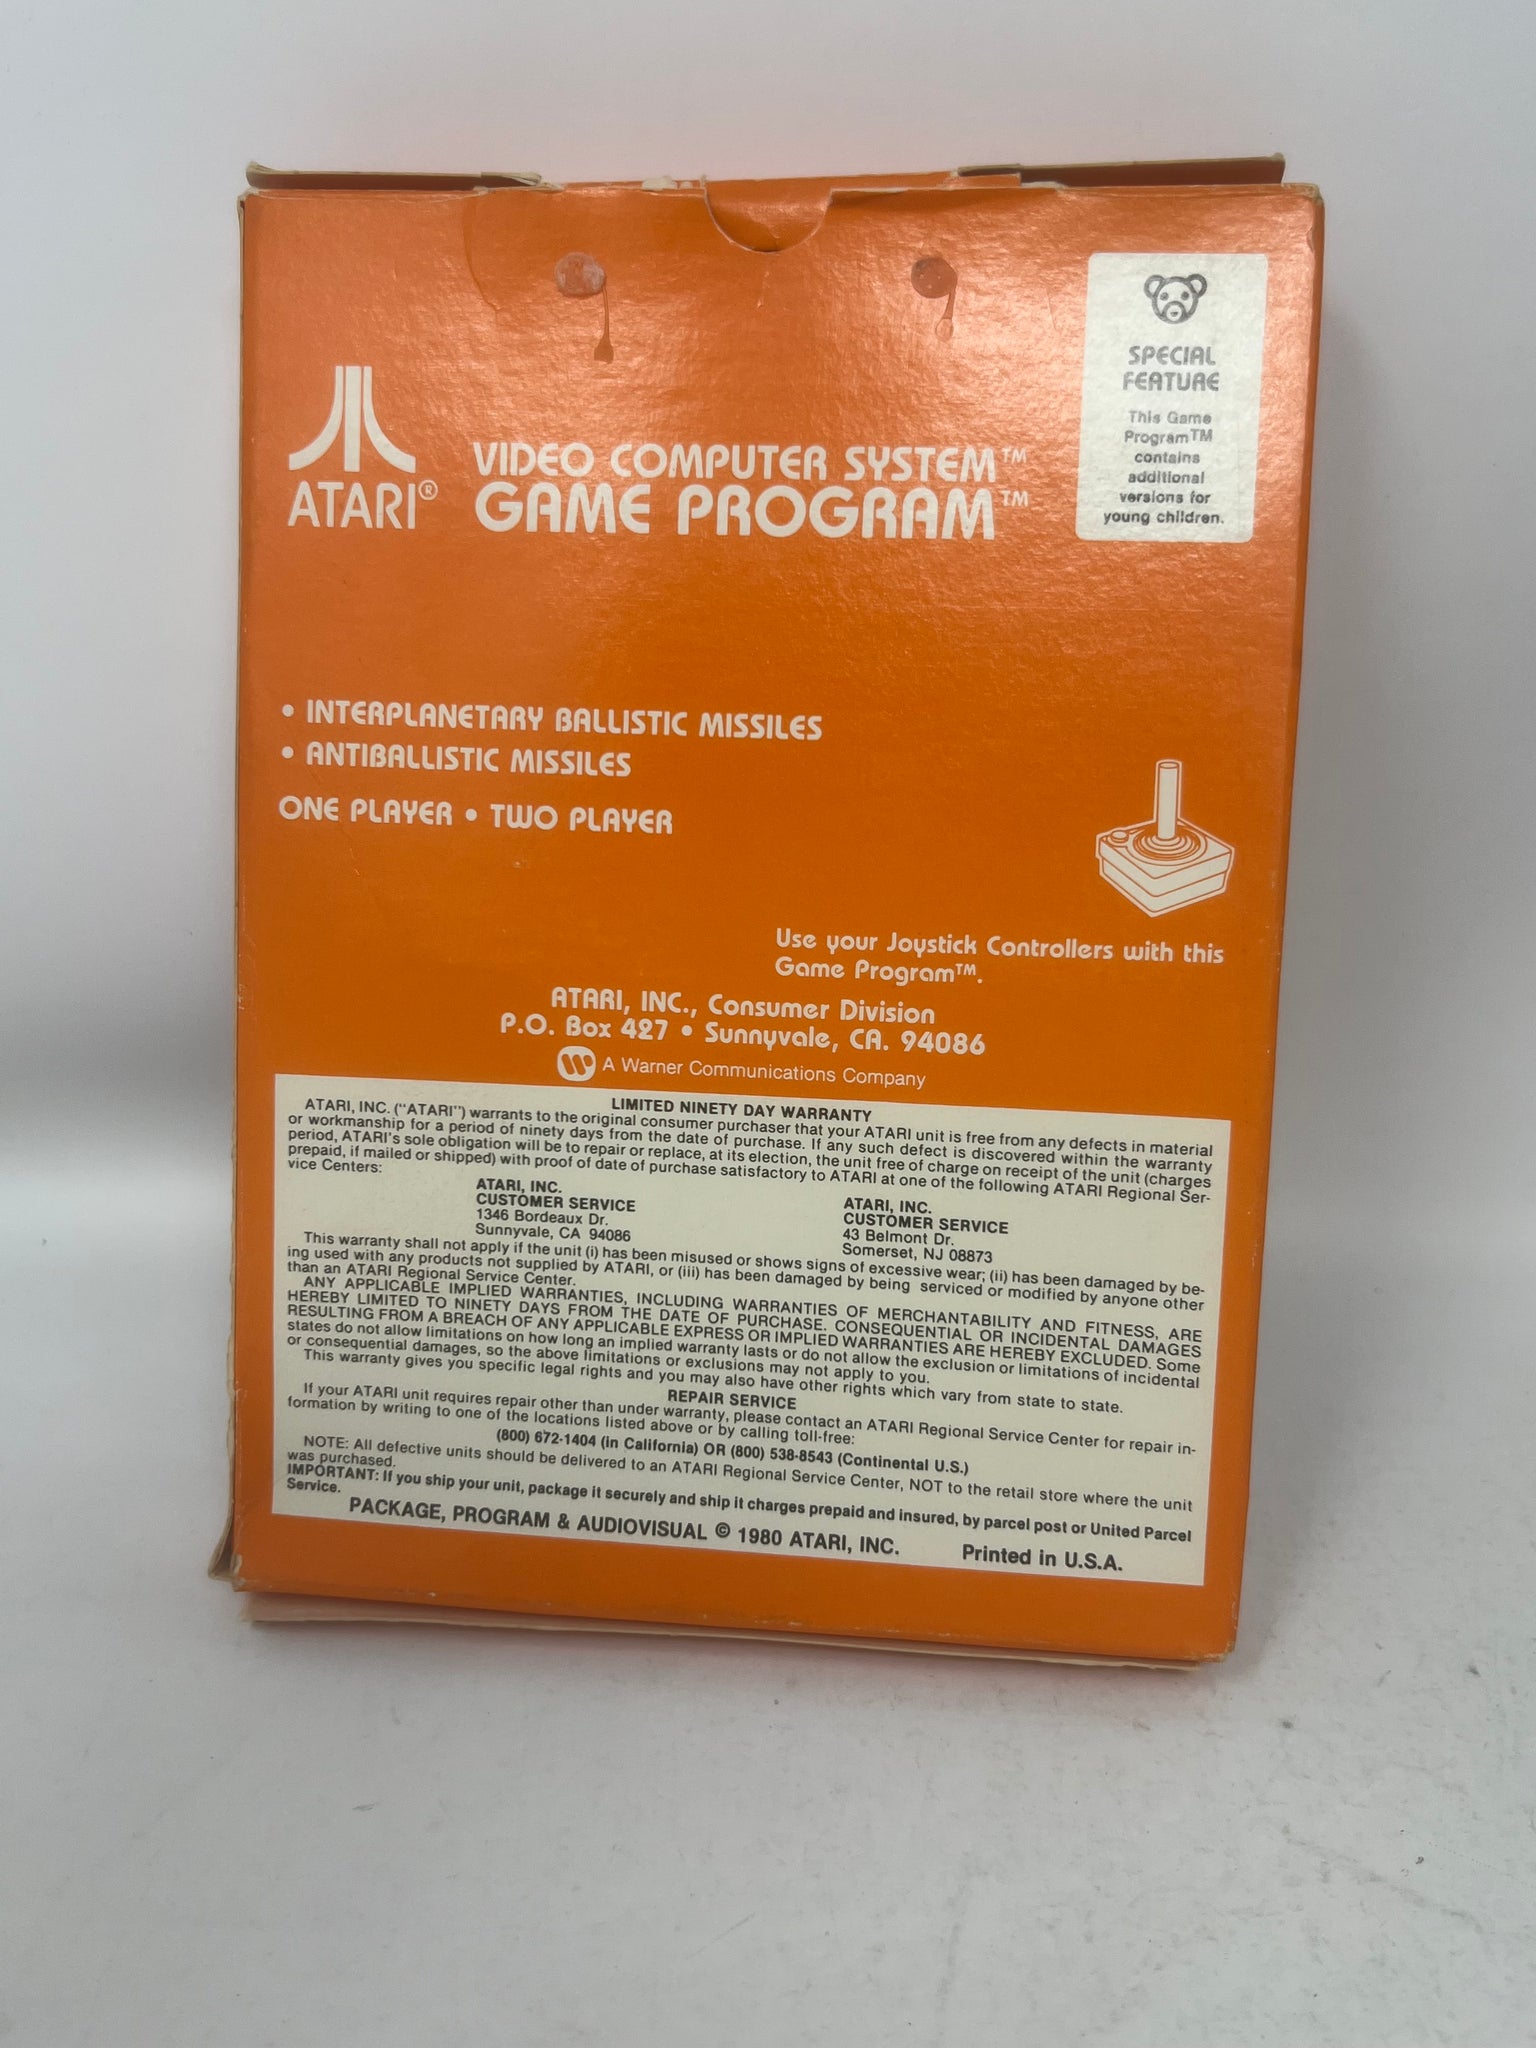 SPECIAL
FEATURE
This Game
Program™
contains
additional
versions for
young children.
ATARI®
VIDEO COMPUTER SYSTEM™
GAME PROGRAM™
• INTERPLANETARY BALLISTIC MISSILES
• ANTIBALLISTIC MISSILES
ONE PLAYER • TWO PLAYER
Use your Joystick Controllers with this
Game Program™.
ATARI, INC., Consumer Division
P.O. Box 427 • Sunnyvale, CA. 94086
A Warner Communications Company
LIMITED NINETY DAY WARRANTY
ATARI, INC. ("ATARI") warrants to the original consumer purchaser that your ATARI unit is free from any defects in material
or workmanship for a period of ninety days from the date of purchase. If any such defect is discovered within the warranty
period, ATARI's sole obligation will be to repair or replace, at its election, the unit free of charge on receipt of the unit (charges
prepaid, if mailed or shipped) with proof of date of purchase satisfactory to ATARI at one of the following ATARI Regional Ser-
vice Centers:
ATARI, INC.
CUSTOMER SERVICE
1346 Bordeaux Dr.
Sunnyvale, CA 94086
ATARI, INC.
CUSTOMER SERVICE
43 Belmont Dr.
Somerset, NJ 08873
This warranty shall not apply if the unit (i) has been misused or shows signs of excessive wear; (ii) has been damaged by be-
ing used with any products not supplied by ATARI, or (iii) has been damaged by being serviced or modified by anyone other
than an ATARI Regional Service Center.
ANY APPLICABLE IMPLIED WARRANTIES, INCLUDING WARRANTIES OF MERCHANTABILITY AND FITNESS, ARE
HEREBY LIMITED TO NINETY DAYS FROM THE DATE OF PURCHASE. CONSEQUENTIAL OR INCIDENTAL DAMAGES
RESULTING FROM A BREACH OF ANY APPLICABLE EXPRESS OR IMPLIED WARRANTIES ARE HEREBY EXCLUDED. Some
states do not allow limitations on how long an implied warranty lasts or do not allow the exclusion or limitations of incidental
or consequential damages, so the above limitations or exclusions may not apply to you.
This warranty gives you specific legal rights and you may also have other rights which vary from state to state.
REPAIR SERVICE
If your ATARI unit requires repair other than under warranty, please contact an ATARI Regional Service Center for repair in-
formation by writing to one of the locations listed above or by calling toll-free:
(800) 672-1404 (in California) OR (800) 538-8543 (Continental U.S.)
NOTE: All defective units should be delivered to an ATARI Regional Service Center, NOT to the retail store where the unit
was purchased.
IMPORTANT: If you ship your unit, package it securely and ship it charges prepaid and insured, by parcel post or United Parcel
Service.
PACKAGE, PROGRAM & AUDIOVISUAL © 1980 ATARI, INC. Printed in U.S.A.